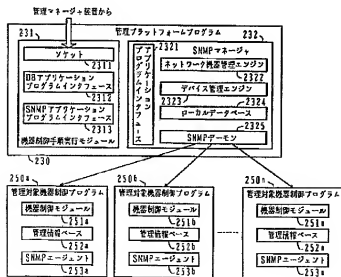 管理マネージャ装置から
管理プラットフォームプログラム
231
232
ソケット
2311
DBアプリケーション
プログラムインタフェース
2312
SNMPアプリケーション
プログラムインタフェース
2313
機器制御手順実行モジュール
アプリケーション
プログラムインタフェース
2321
SNMPマネージャ
ネットワーク機器管理エンジン
2322
デバイス管理エンジン
2323
2324
ローカルデータベース
2325
SNMPデーモン
230
250a
管理対象機器制御プログラム
機器制御モジュール
251a
管理情報ベース
252a
SNMPエージェント
253a
250b
管理対象機器制御プログラム
機器制御モジュール
251b
管理情報ベース
252b
SNMPエージェント
253b
250n
管理対象機器制御プログラム
機器制御モジュール
251n
管理情報ベース
252n
SNMPエージェント
253n